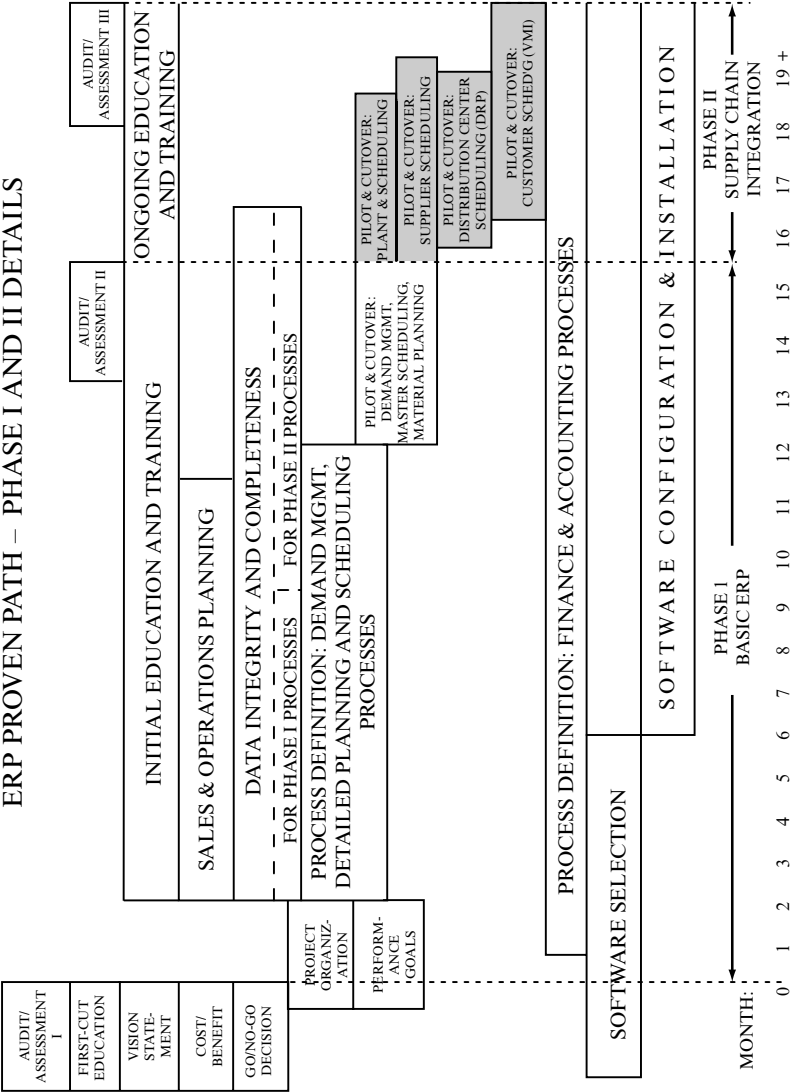 ERP PROVEN PATH – PHASE I AND II DETAILS
AUDIT/
ASSESSMENT
I
FIRST-CUT
EDUCATION
VISION
STATE-
MENT
COST/
BENEFIT
GO/NO-GO
DECISION
AUDIT/
ASSESSMENT II
AUDIT/
ASSESSMENT III
INITIAL EDUCATION AND TRAINING
ONGOING EDUCATION
AND TRAINING
SALES & OPERATIONS PLANNING
DATA INTEGRITY AND COMPLETENESS
FOR PHASE I PROCESSES
FOR PHASE II PROCESSES
PROJECT
ORGANIZ-
ATION
PERFORM-
ANCE
GOALS
PROCESS DEFINITION: DEMAND MGMT,
DETAILED PLANNING AND SCHEDULING
PROCESSES
PILOT & CUTOVER:
DEMAND MGMT,
MASTER SCHEDULING,
MATERIAL PLANNING
PILOT & CUTOVER:
PLANT & SCHEDULING
PILOT & CUTOVER:
SUPPLIER SCHEDULING
PILOT & CUTOVER:
DISTRIBUTION CENTER
SCHEDULING (DRP)
PILOT & CUTOVER:
CUSTOMER SCHED'G (VMI)
PROCESS DEFINITION: FINANCE & ACCOUNTING PROCESSES
SOFTWARE SELECTION
SOFTWARE CONFIGURATION & INSTALLATION
PHASE 1
BASIC ERP
PHASE II
SUPPLY CHAIN
INTEGRATION
MONTH: 0 1 2 3 4 5 6 7 8 9 10 11 12 13 14 15 16 17 18 19 +